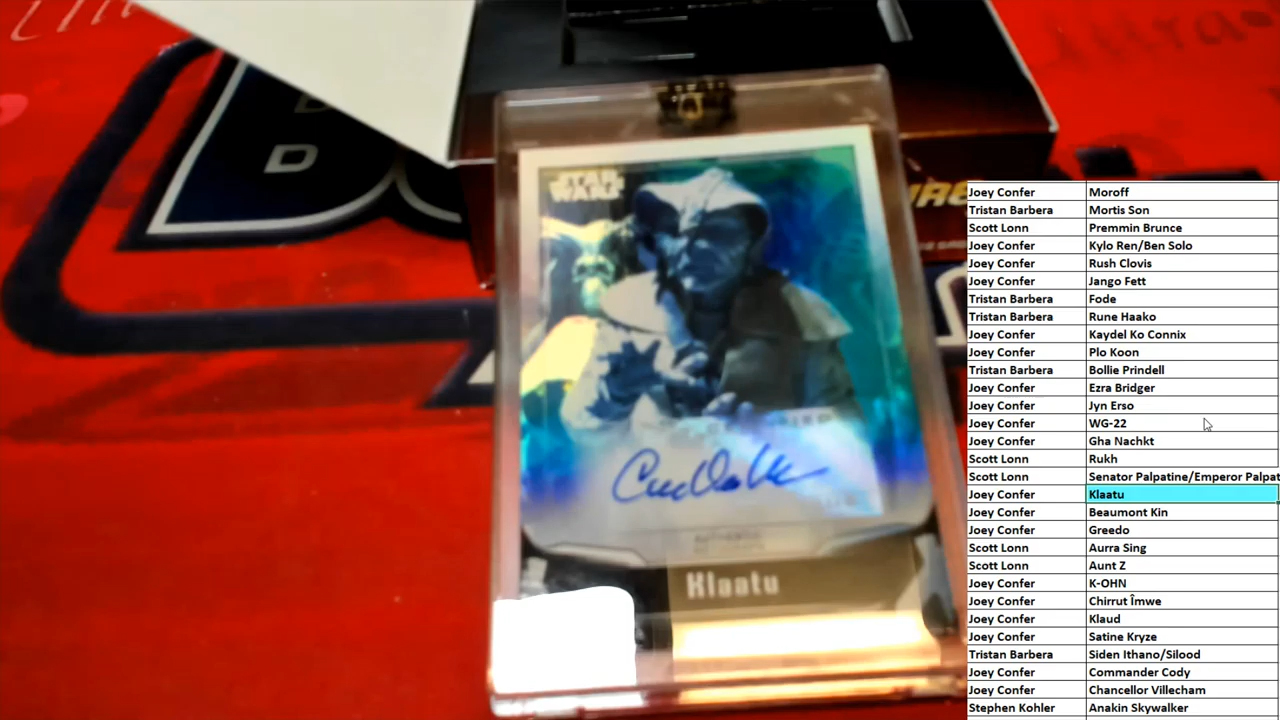 D
STAR
WARS
Klaatu
Joey Confer Moroff
Tristan Barbera Mortis Son
Scott Lonn Premmin Brunce
Joey Confer Kylo Ren/Ben Solo
Joey Confer Rush Clovis
Joey Confer Jango Fett
Tristan Barbera Fode
Tristan Barbera Rune Haako
Joey Confer Kaydel Ko Connix
Joey Confer Plo Koon
Tristan Barbera Bollie Prindell
Joey Confer Ezra Bridger
Joey Confer Jyn Erso
Joey Confer WG-22
Joey Confer Gha Nachkt
Scott Lonn Rukh
Scott Lonn Senator Palpatine/Emperor Palpat
Joey Confer Klaatu
Joey Confer Beaumont Kin
Joey Confer Greedo
Scott Lonn Aurra Sing
Scott Lonn Aunt Z
Joey Confer K-OHN
Joey Confer Chirrut Îmwe
Joey Confer Klaud
Joey Confer Satine Kryze
Tristan Barbera Siden Ithano/Silood
Joey Confer Commander Cody
Joey Confer Chancellor Villecham
Stephen Kohler Anakin Skywalker